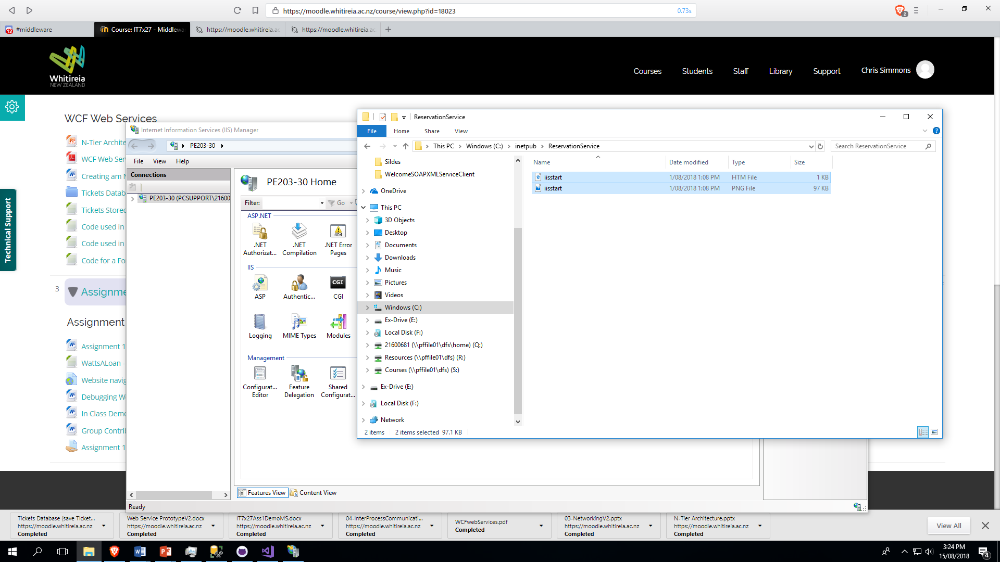 https://moodle.whitireia.ac.nz/course/view.php?id=18023
0.73s
2
12
#middleware
Course: IT7x27 - Middlewa
https://moodle.whitireia.ac
https://moodle.whitireia.ac.
Whitireia
NEW ZEALAND
Courses
Students
Staff
Library
Support
Chris Simmons
WCF Web Services
N-Tier Archite
WCF Web Ser
Creating am N
Tickets Datab
Tickets Stored
Code used in
Code used in
Code for a Fo
Technical Support
3
Assignme
Assignment
Assignment 1
WattsALoan -
Website navig
Debugging W
In Class Demo
Group Contrib
Assignment 1
Internet Information Services (IIS) Manager
PE203-30
File
View
Help
Connections
PE203-30 (PCSUPPORT\21600
PE203-30 Home
Filter:
Go
ASP.NET
.NET Authorizat...
.NET Compilation
.NET Error Pages
IIS
ASP
Authentic...
CGI
Logging
MIME Types
Modules
Management
Configurat... Editor
Feature Delegation
Shared Configurat...
Features View
Content View
Ready
ReservationService
File
Home
Share
View
This PC
Windows (C:)
inetpub
ReservationService
Search ReservationService
Sildes
WelcomeSOAPXMLServiceClient
OneDrive
This PC
3D Objects
Desktop
Documents
Downloads
Music
Pictures
Videos
Windows (C:)
Ex-Drive (E:)
Local Disk (F:)
21600681 (\\pffile01\dfs\home) (Q:)
Resources (\\pffile01\dfs) (R:)
Courses (\\pffile01\dfs) (S:)
Ex-Drive (E:)
Local Disk (F:)
Network
Name
Date modified
Type
Size
iisstart
1/08/2018 1:08 PM
HTM File
1 KB
iisstart
1/08/2018 1:08 PM
PNG File
97 KB
2 items
2 items selected 97.1 KB
Tickets Database (save Ticket...
https://moodle.whitireia.ac.nz
Completed
Web Service PrototypeV2.docx
https://moodle.whitireia.ac.nz
Completed
IT7x27Ass1DemoMS.docx
https://moodle.whitireia.ac.nz
Completed
04-InterProcessCommunicati...
https://moodle.whitireia.ac.nz
Completed
WCFwebServices.pdf
Completed
03-NetworkingV2.pptx
https://moodle.whitireia.ac.nz
Completed
N-Tier Architecture.pptx
https://moodle.whitireia.ac.nz
Completed
View All
3:24 PM
15/08/2018
4